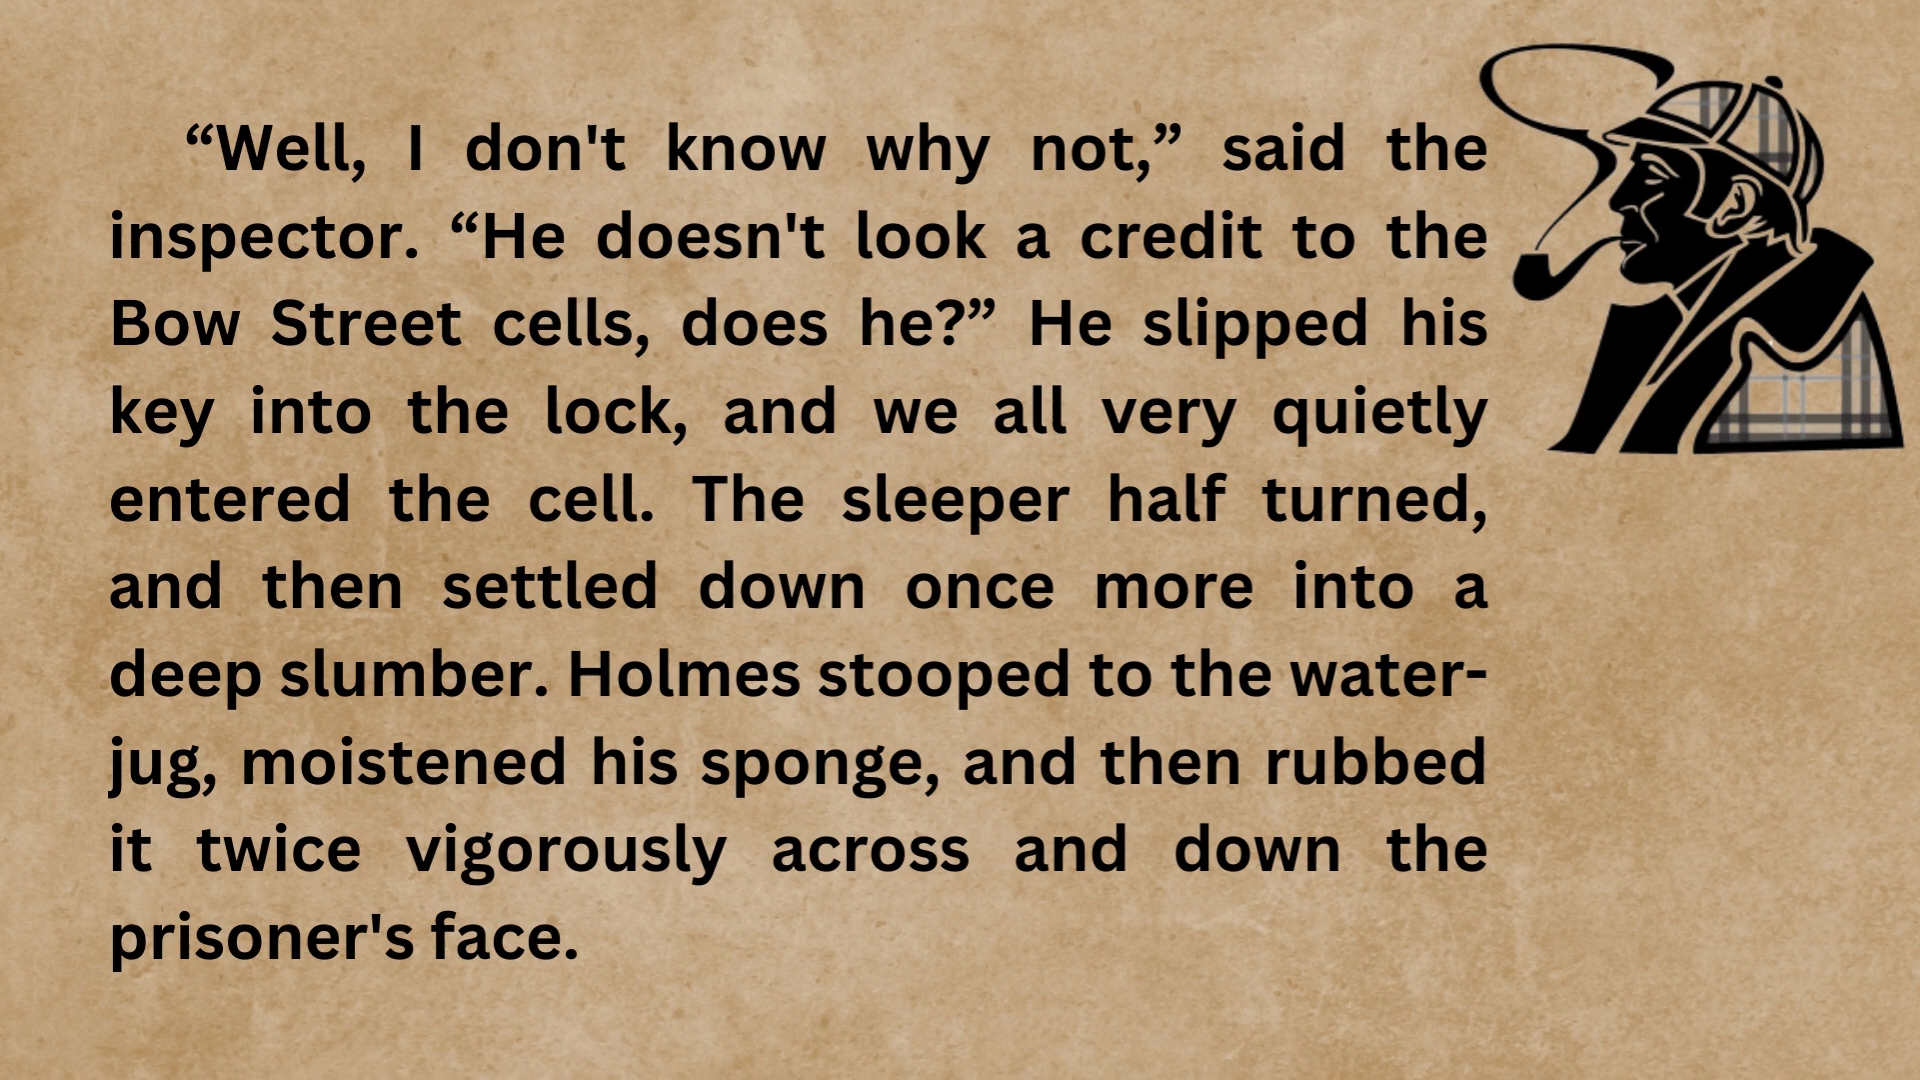 “Well, I don't know why not,” said the
inspector. “He doesn't look a credit to the
Bow Street cells, does he?” He slipped his
key into the lock, and we all very quietly
entered the cell. The sleeper half turned,
and then settled down once more into a
deep slumber. Holmes stooped to the water-
jug, moistened his sponge, and then rubbed
it twice vigorously across and down the
prisoner's face.